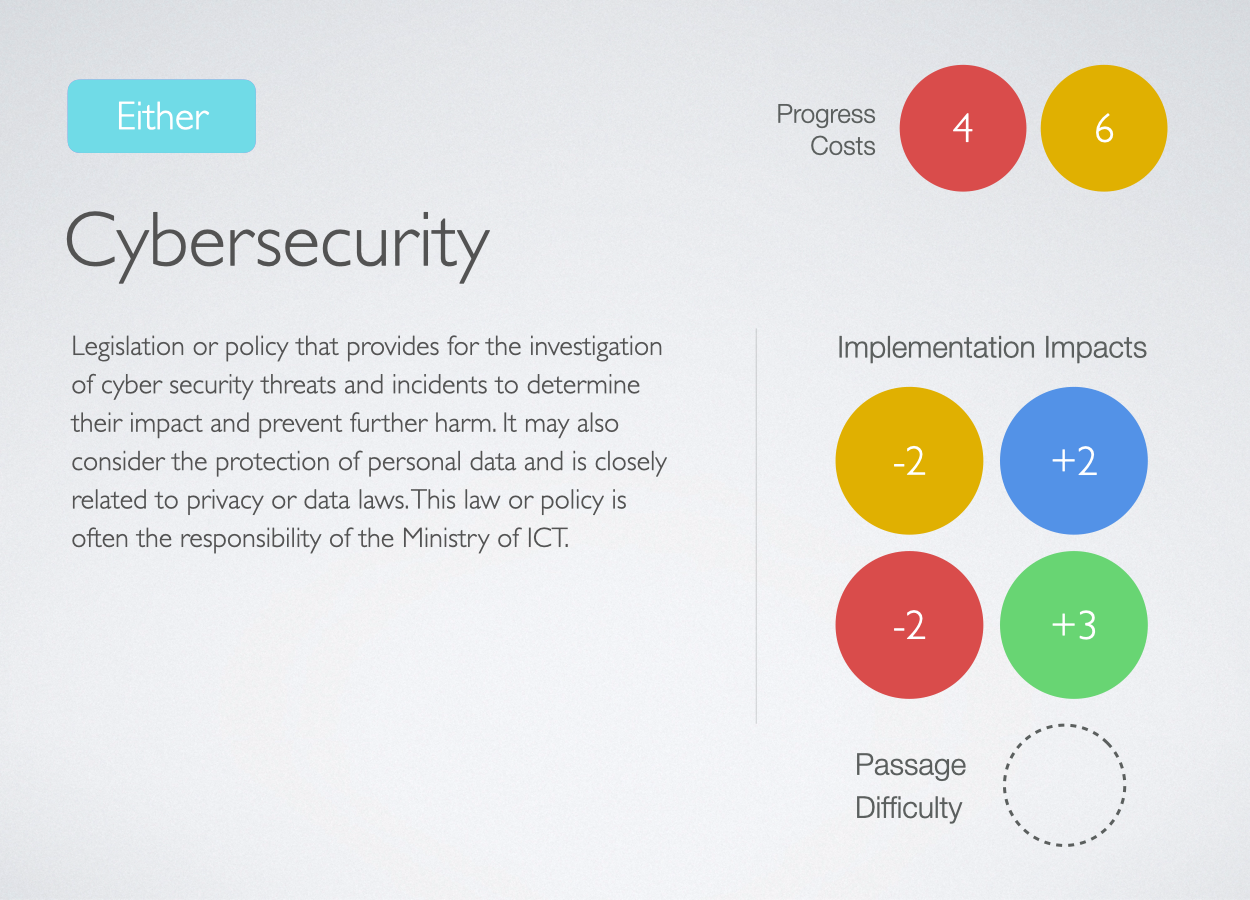 Either
Progress
Costs
4
6
Cybersecurity
Legislation or policy that provides for the investigation
of cyber security threats and incidents to determine
their impact and prevent further harm. It may also
consider the protection of personal data and is closely
related to privacy or data laws. This law or policy is
often the responsibility of the Ministry of ICT.
Implementation Impacts
-2
+2
-2
+3
Passage
Difficulty